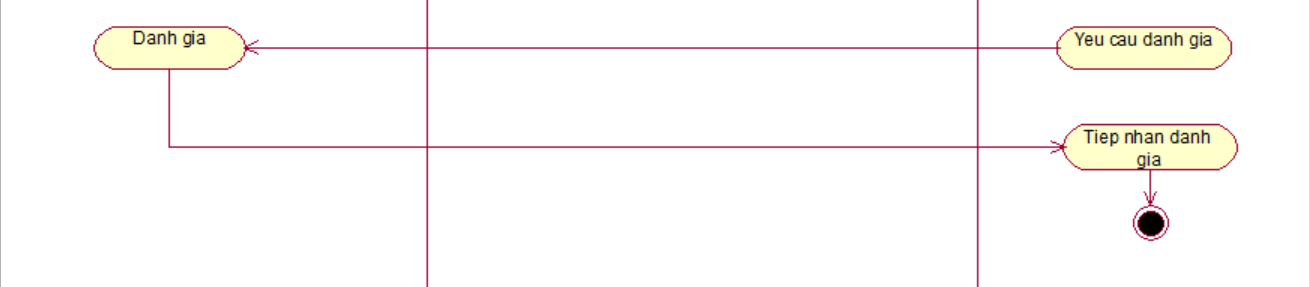 Danh gia
Yeu cau danh gia
Tiep nhan danh
gia